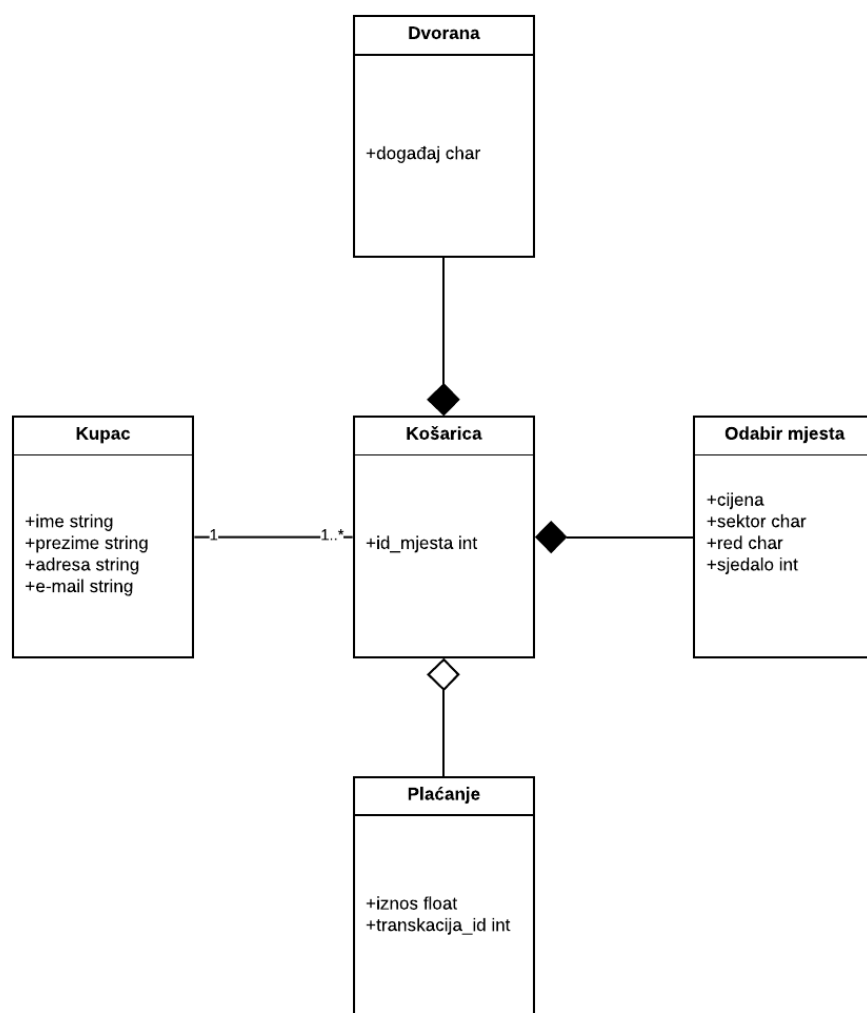 Dvorana
+događaj char
Kupac
+ime string
+prezime string
+adresa string
+e-mail string
1
1..*
Košarica
+id_mjesta int
Odabir mjesta
+cijena
+sektor char
+red char
+sjedalo int
Plaćanje
+iznos float
+transkacija_id int